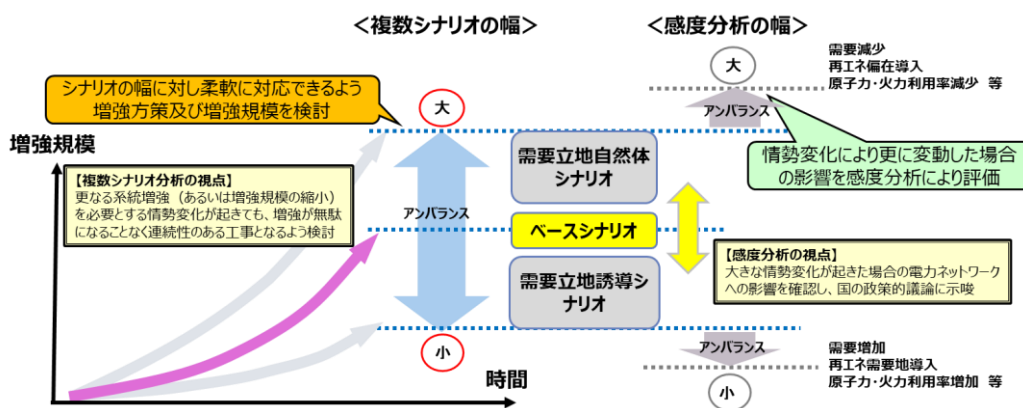 ＜複数シナリオの幅＞
＜感度分析の幅＞
シナリオの幅に対し柔軟に対応できるよう
増強方策及び増強規模を検討
大
大
需要減少
再エネ偏在導入
原子力・火力利用率減少 等
アンバランス
増強規模
【複数シナリオ分析の視点】
更なる系統増強（あるいは増強規模の縮小）
を必要とする情勢変化が起きても、増強が無駄
になることなく連続性のある工事となるよう検討
アンバランス
需要立地自然体
シナリオ
ベースシナリオ
需要立地誘導シ
ナリオ
情勢変化により更に変動した場合
の影響を感度分析により評価
【感度分析の視点】
大きな情勢変化が起きた場合の電力ネットワーク
への影響を確認し、国の政策的議論に示唆
小
時間
アンバランス
小
需要増加
再エネ需要地導入
原子力・火力利用率増加 等